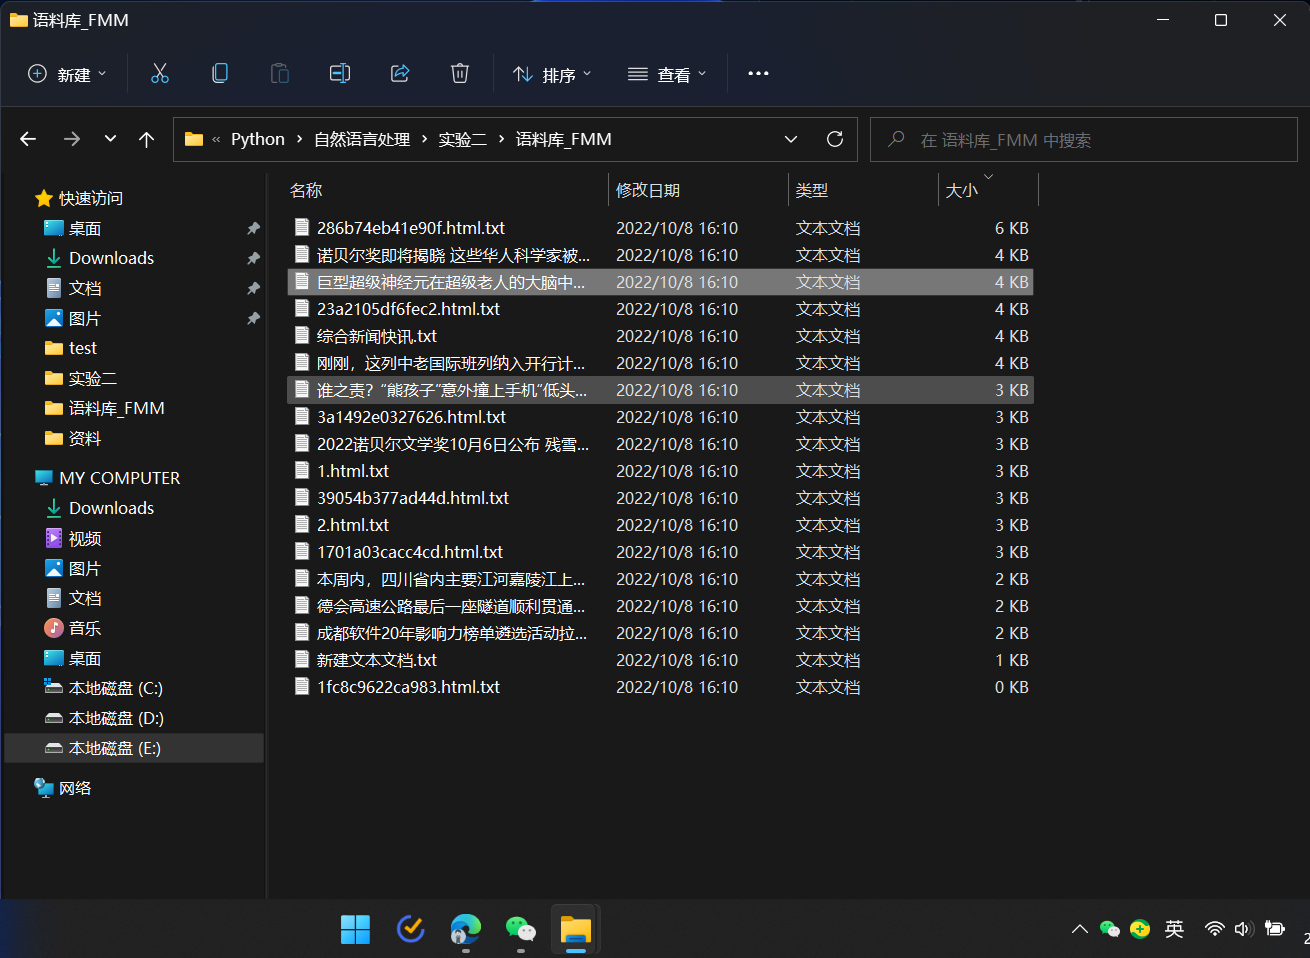 语料库_FMM
新建
排序
查看
Python
自然语言处理
实验二
语料库_FMM
在 语料库_FMM 中搜索
快速访问
桌面
Downloads
文档
图片
test
实验二
语料库_FMM
资料
MY COMPUTER
Downloads
视频
图片
文档
音乐
桌面
本地磁盘 (C:)
本地磁盘 (D:)
本地磁盘 (E:)
网络
名称 修改日期 类型 大小
286b74eb41e90f.html.txt 2022/10/8 16:10 文本文档 6 KB
诺贝尔奖即将揭晓 这些华人科学家被... 2022/10/8 16:10 文本文档 4 KB
巨型超级神经元在超级老人的大脑中... 2022/10/8 16:10 文本文档 4 KB
23a2105df6fec2.html.txt 2022/10/8 16:10 文本文档 4 KB
综合新闻快讯.txt 2022/10/8 16:10 文本文档 4 KB
刚刚，这列中老国际班列纳入开行计... 2022/10/8 16:10 文本文档 4 KB
谁之责？“熊孩子”意外撞上手机“低头... 2022/10/8 16:10 文本文档 3 KB
3a1492e0327626.html.txt 2022/10/8 16:10 文本文档 3 KB
2022诺贝尔文学奖10月6日公布 残雪... 2022/10/8 16:10 文本文档 3 KB
1.html.txt 2022/10/8 16:10 文本文档 3 KB
39054b377ad44d.html.txt 2022/10/8 16:10 文本文档 3 KB
2.html.txt 2022/10/8 16:10 文本文档 3 KB
1701a03cacc4cd.html.txt 2022/10/8 16:10 文本文档 3 KB
本周内，四川省内主要江河嘉陵江上... 2022/10/8 16:10 文本文档 2 KB
德会高速公路最后一座隧道顺利贯通... 2022/10/8 16:10 文本文档 2 KB
成都软件20年影响力榜单遴选活动拉... 2022/10/8 16:10 文本文档 2 KB
新建文本文档.txt 2022/10/8 16:10 文本文档 1 KB
1fc8c9622ca983.html.txt 2022/10/8 16:10 文本文档 0 KB
英